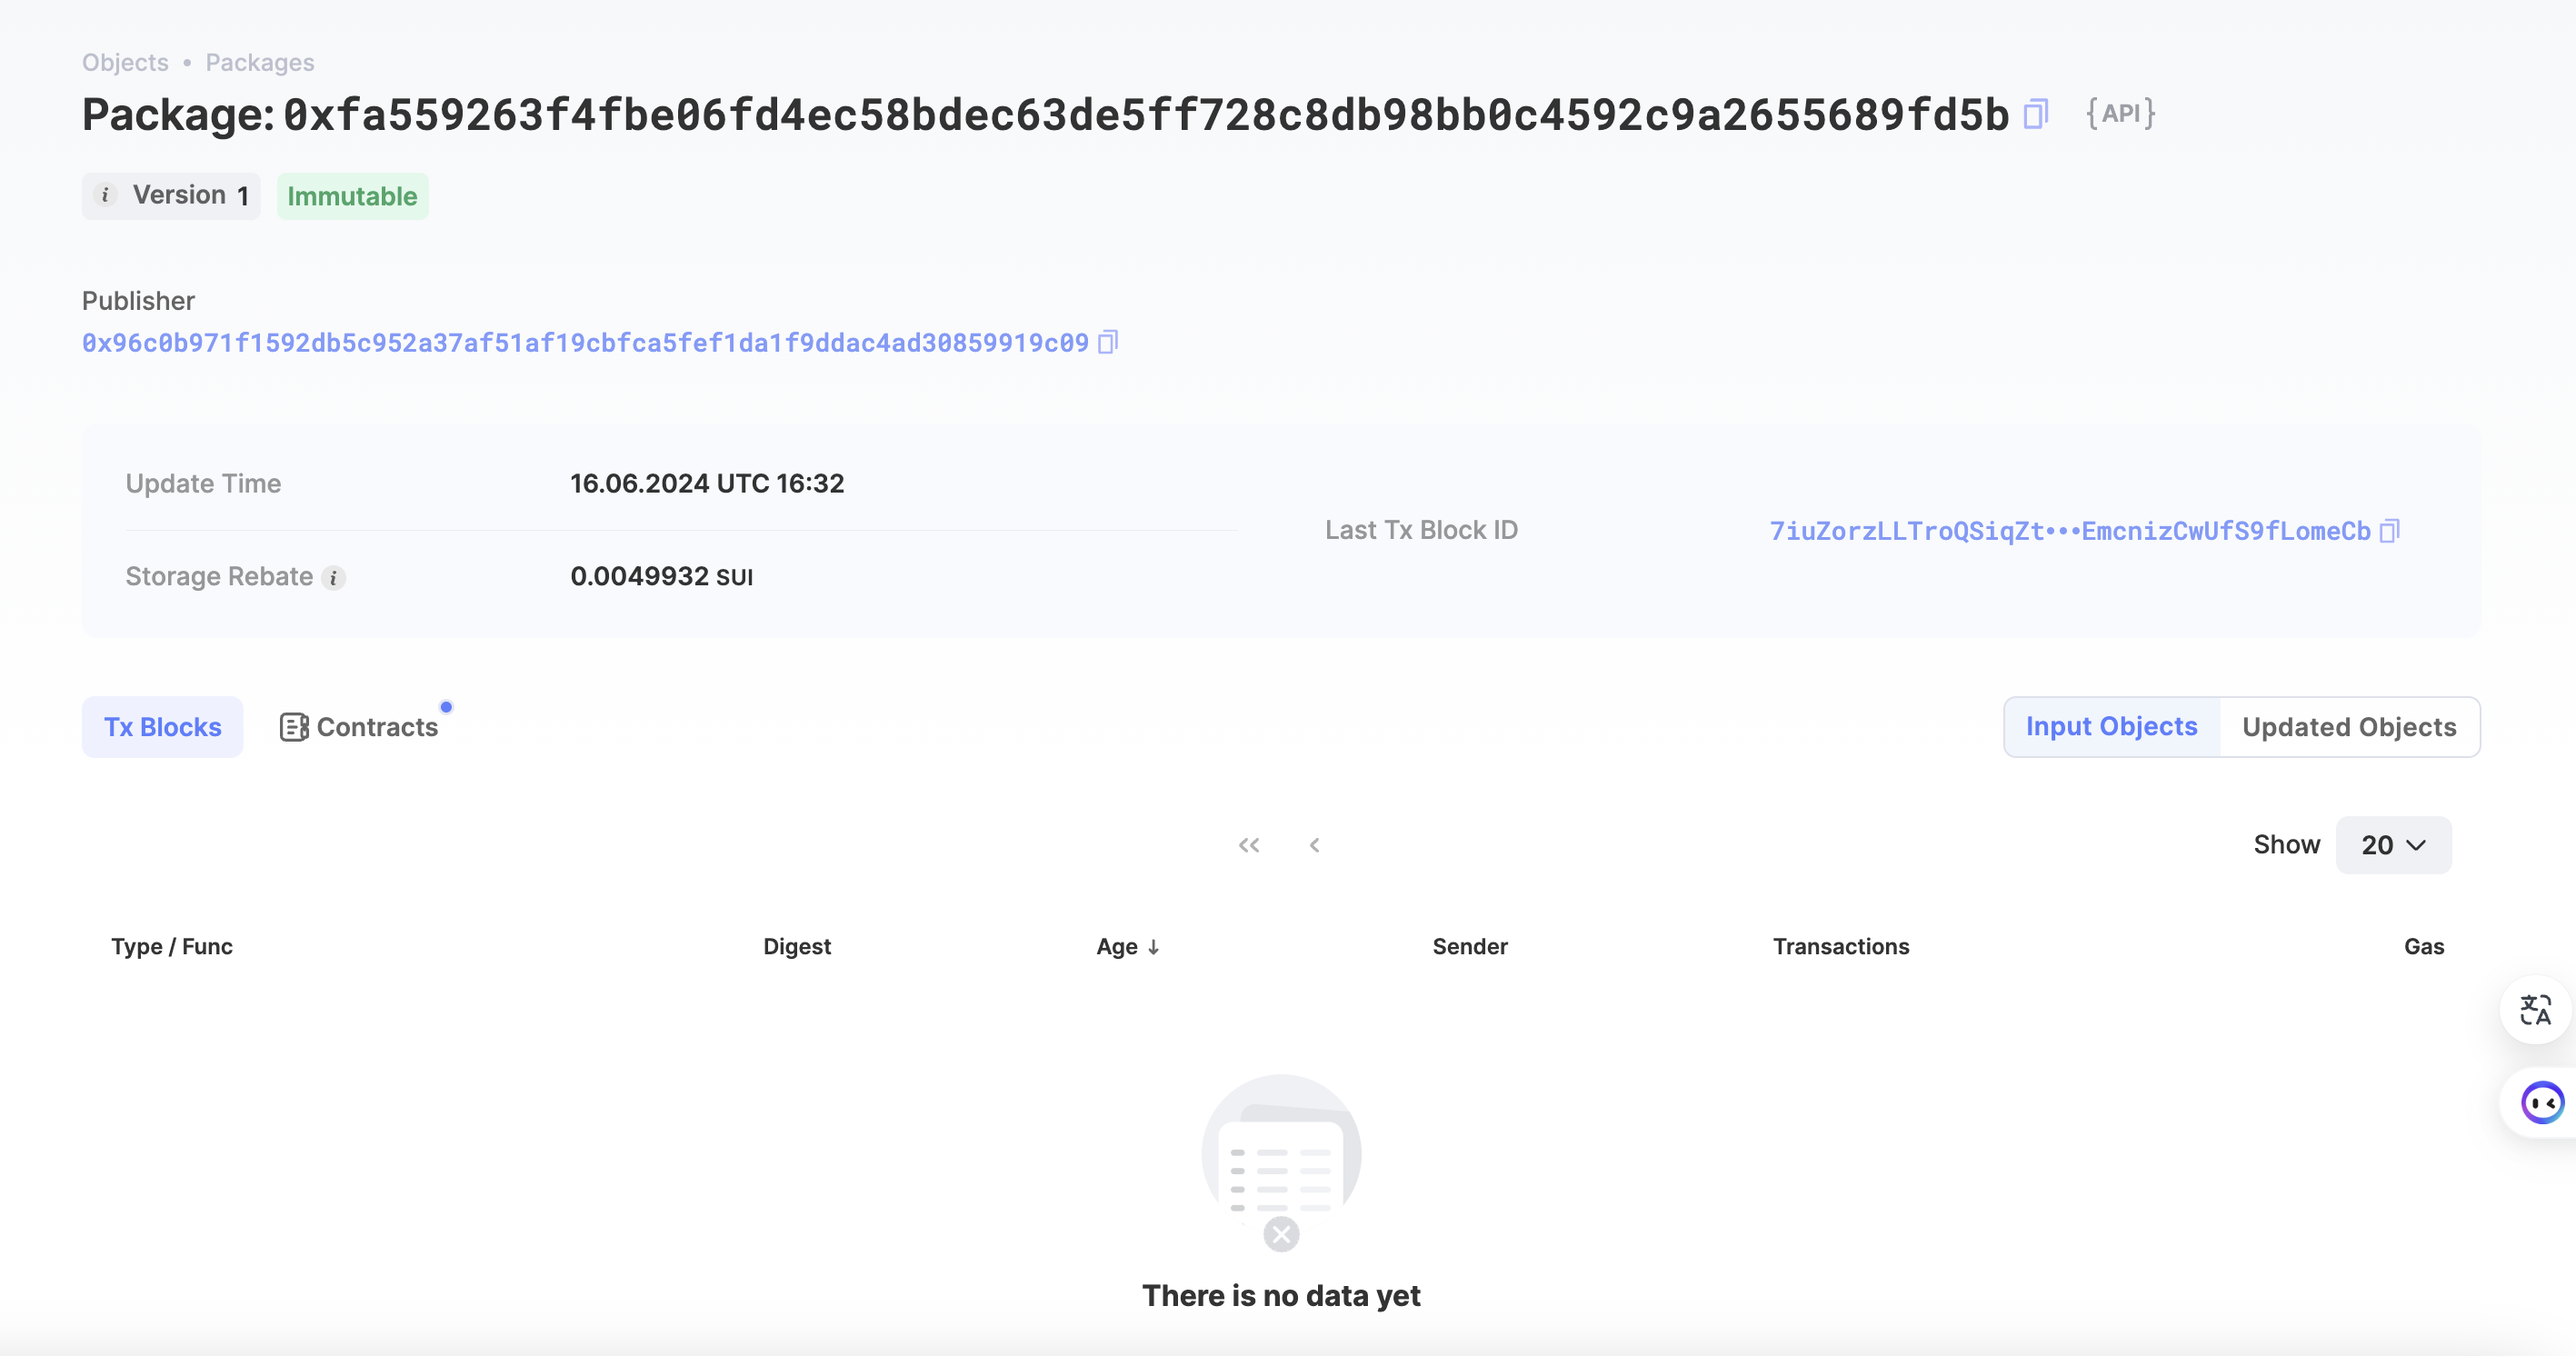 Objects • Packages
Package: 0xfa559263f4fbe06fd4ec58bdec63de5ff728c8db98bb0c4592c9a2655689fd5b {API}
i Version 1 Immutable
Publisher
0x96c0b971f1592db5c952a37af51af19cbfca5fef1da1f9ddac4ad30859919c09
Update Time 16.06.2024 UTC 16:32
Storage Rebate i 0.0049932 SUI
Last Tx Block ID 7iuZorzLLTroQSiqZt•••EmcnizCwUfS9fLomeCb
Tx Blocks Contracts Input Objects Updated Objects
« ‹ Show 20
Type / Func Digest Age ↓ Sender Transactions Gas
There is no data yet